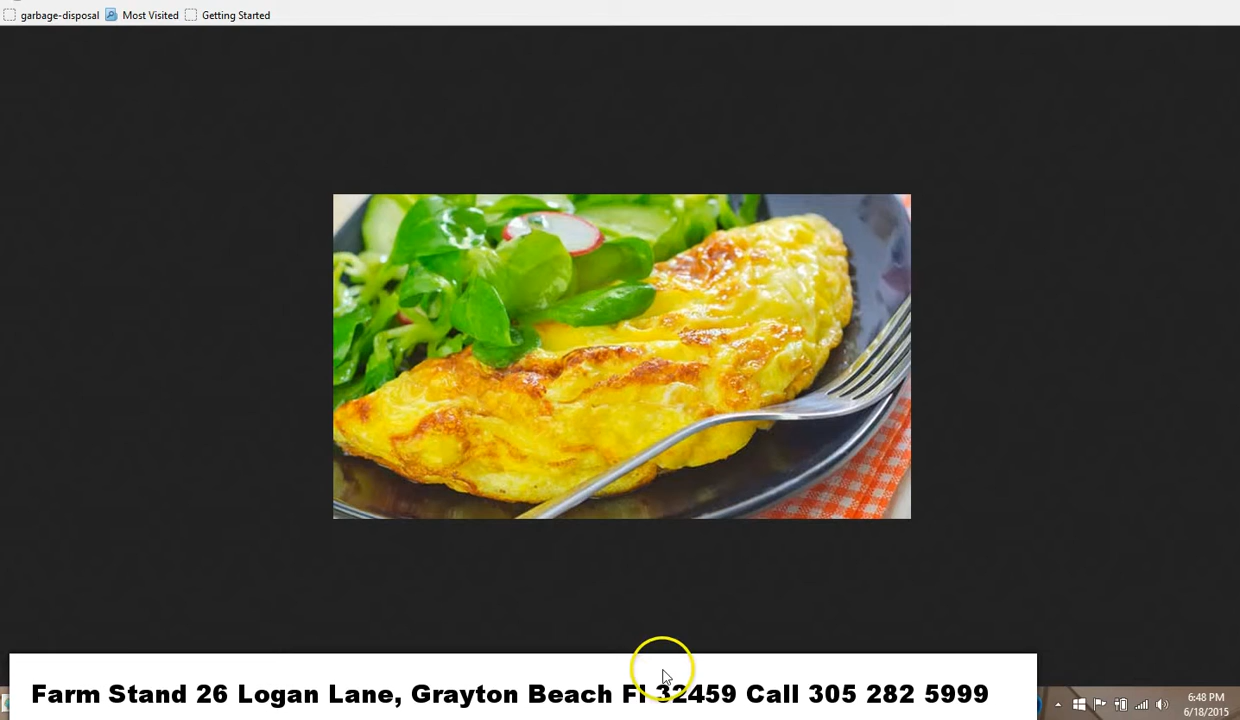 garbage-disposal Most Visited Getting Started
Farm Stand 26 Logan Lane, Grayton Beach Fl 32459 Call 305 282 5999
6:48 PM
6/18/2015